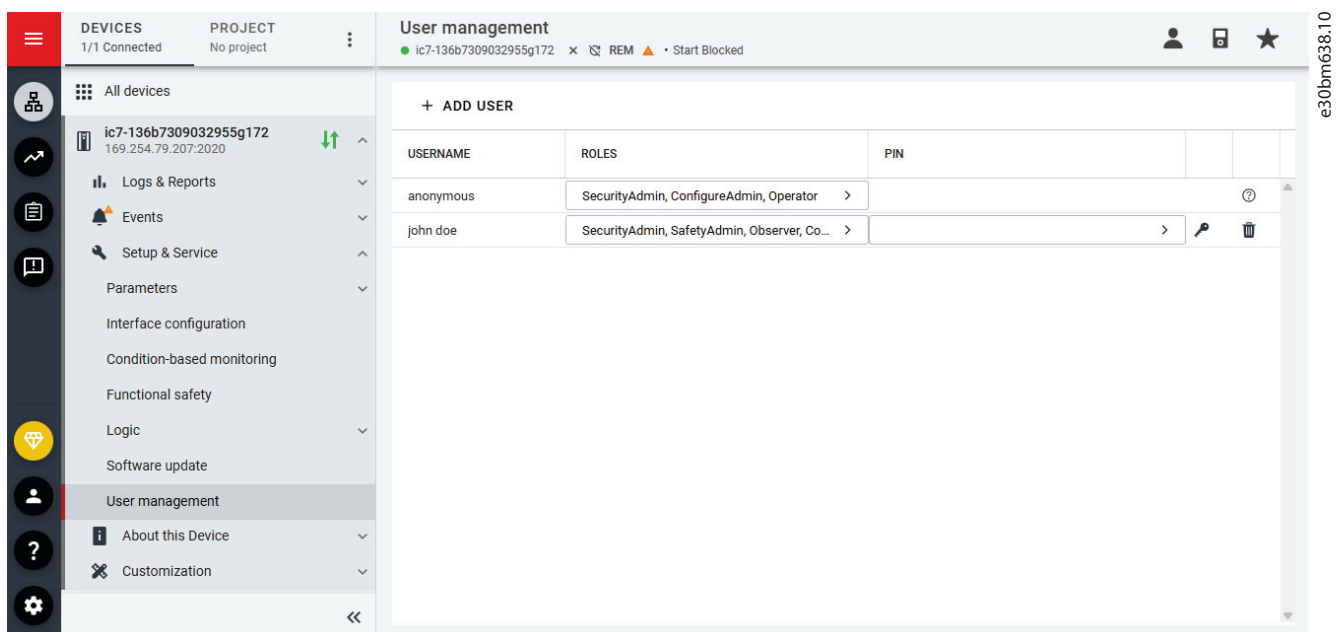 DEVICES
1/1 Connected
PROJECT
No project
User management
ic7-136b7309032955g172 REM • Start Blocked
All devices
ic7-136b7309032955g172
169.254.79.207:2020
Logs & Reports
Events
Setup & Service
Parameters
Interface configuration
Condition-based monitoring
Functional safety
Logic
Software update
User management
About this Device
Customization
+ ADD USER
USERNAME ROLES PIN
anonymous SecurityAdmin, ConfigureAdmin, Operator
john doe SecurityAdmin, SafetyAdmin, Observer, Co...
e30bm638.10